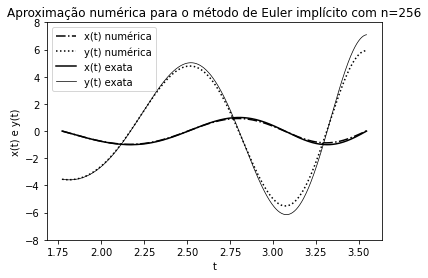 Aproximação numérica para o método de Euler implícito com n=256
x(t) numérica
y(t) numérica
x(t) exata
y(t) exata
8
6
4
2
0
−2
−4
−6
−8
x(t) e y(t)
1.75
2.00
2.25
2.50
2.75
3.00
3.25
3.50
t